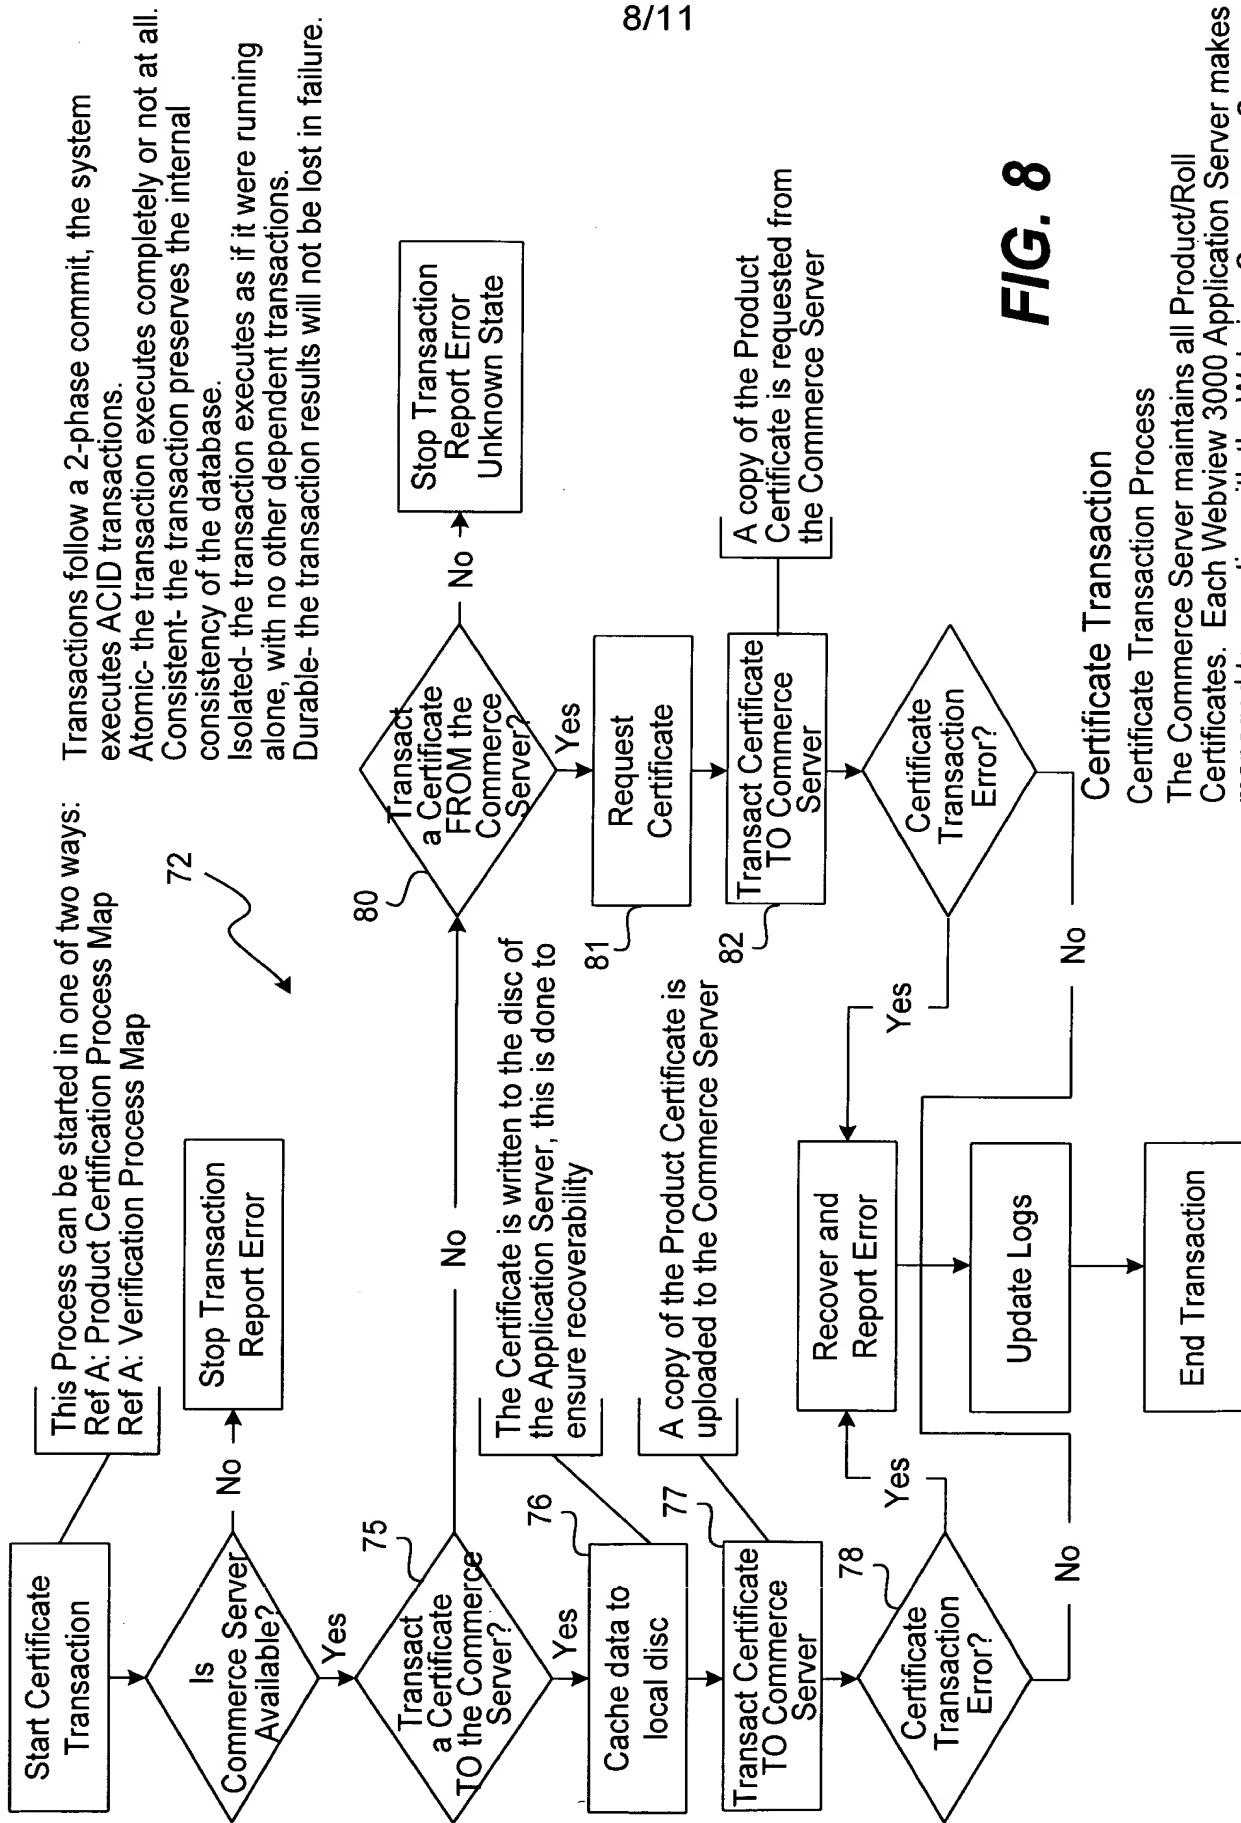 8/11
This Process can be started in one of two ways:
Ref A: Product Certification Process Map
Ref A: Verification Process Map
Transactions follow a 2-phase commit, the system
executes ACID transactions.
Atomic- the transaction executes completely or not at all.
Consistent- the transaction preserves the internal
consistency of the database.
Isolated- the transaction executes as if it were running
alone, with no other dependent transactions.
Durable- the transaction results will not be lost in failure.
72
Start Certificate
Transaction
Is
Commerce Server
Available?
No
Stop Transaction
Report Error
Yes
75
Transact
a Certificate
TO the Commerce
Server?
No
Yes
76
Cache data to
local disc
The Certificate is written to the disc of
the Application Server, this is done to
ensure recoverability
77
Transact Certificate
TO Commerce
Server
A copy of the Product Certificate is
uploaded to the Commerce Server
78
Certificate
Transaction
Error?
Yes
No
80
Transact
a Certificate
FROM the
Commerce
Server?
No
Stop Transaction
Report Error
Unknown State
Yes
81
Request
Certificate
82
Transact Certificate
TO Commerce
Server
A copy of the Product
Certificate is requested from
the Commerce Server
Certificate
Transaction
Error?
Yes
No
Recover and
Report Error
Update Logs
End Transaction
FIG. 8
Certificate Transaction
Certificate Transaction Process
The Commerce Server maintains all Product/Roll
Certificates. Each Webview 3000 Application Server makes